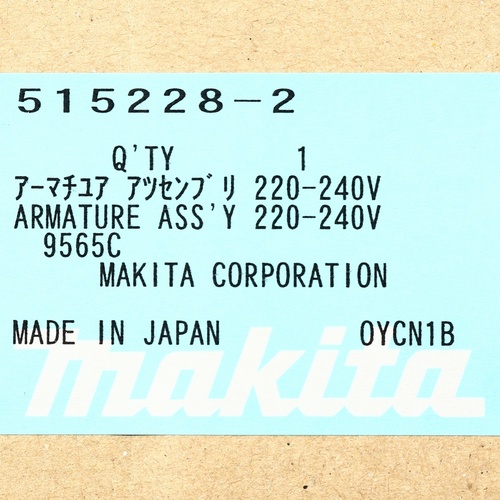 515228-2
Q'TY 1
ｱｰﾏﾁﾕｱ ｱﾂｾﾝﾌﾞﾘ 220-240V
ARMATURE ASS'Y 220-240V
9565C
MAKITA CORPORATION
MADE IN JAPAN OYCN1B
makita